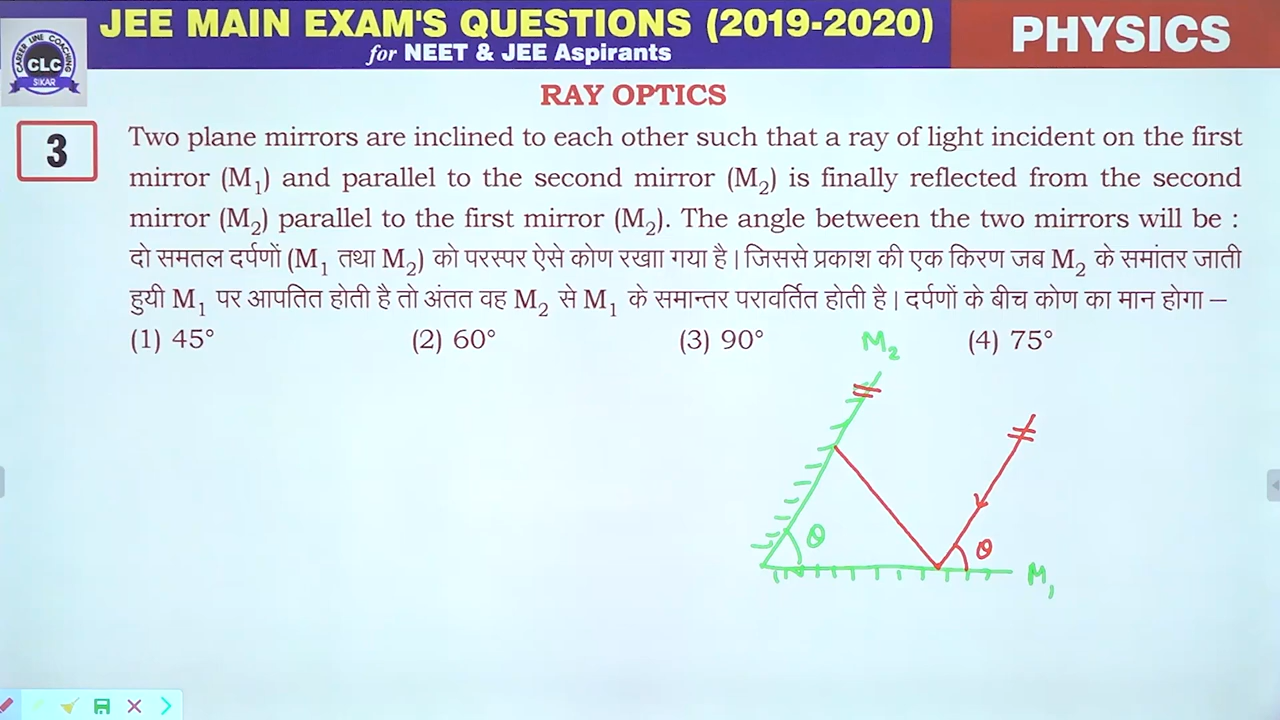 JEE MAIN EXAM'S QUESTIONS (2019-2020)
for NEET & JEE Aspirants
PHYSICS
CAREER LINE COACHING
CLC
SIKAR
RAY OPTICS
3
Two plane mirrors are inclined to each other such that a ray of light incident on the first
mirror (M₁) and parallel to the second mirror (M₂) is finally reflected from the second
mirror (M₂) parallel to the first mirror (M₂). The angle between the two mirrors will be :
दो समतल दर्पणों (M₁ तथा M₂) को परस्पर ऐसे कोण रखाा गया है। जिससे प्रकाश की एक किरण जब M₂ के समांतर जाती
हुयी M₁ पर आपतित होती है तो अंतत वह M₂ से M₁ के समान्तर परावर्तित होती है। दर्पणों के बीच कोण का मान होगा –
(1) 45° (2) 60° (3) 90° (4) 75°
M₂
θ
θ
M₁